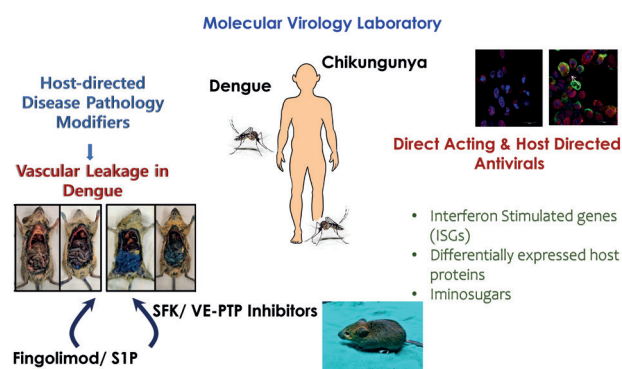 Molecular Virology Laboratory
Chikungunya
Dengue
Host-directed
Disease Pathology
Modifiers
Vascular Leakage in
Dengue
SFK/ VE-PTP Inhibitors
Fingolimod/ S1P
Direct Acting & Host Directed
Antivirals
• Interferon Stimulated genes
(ISGs)
• Differentially expressed host
proteins
• Iminosugars